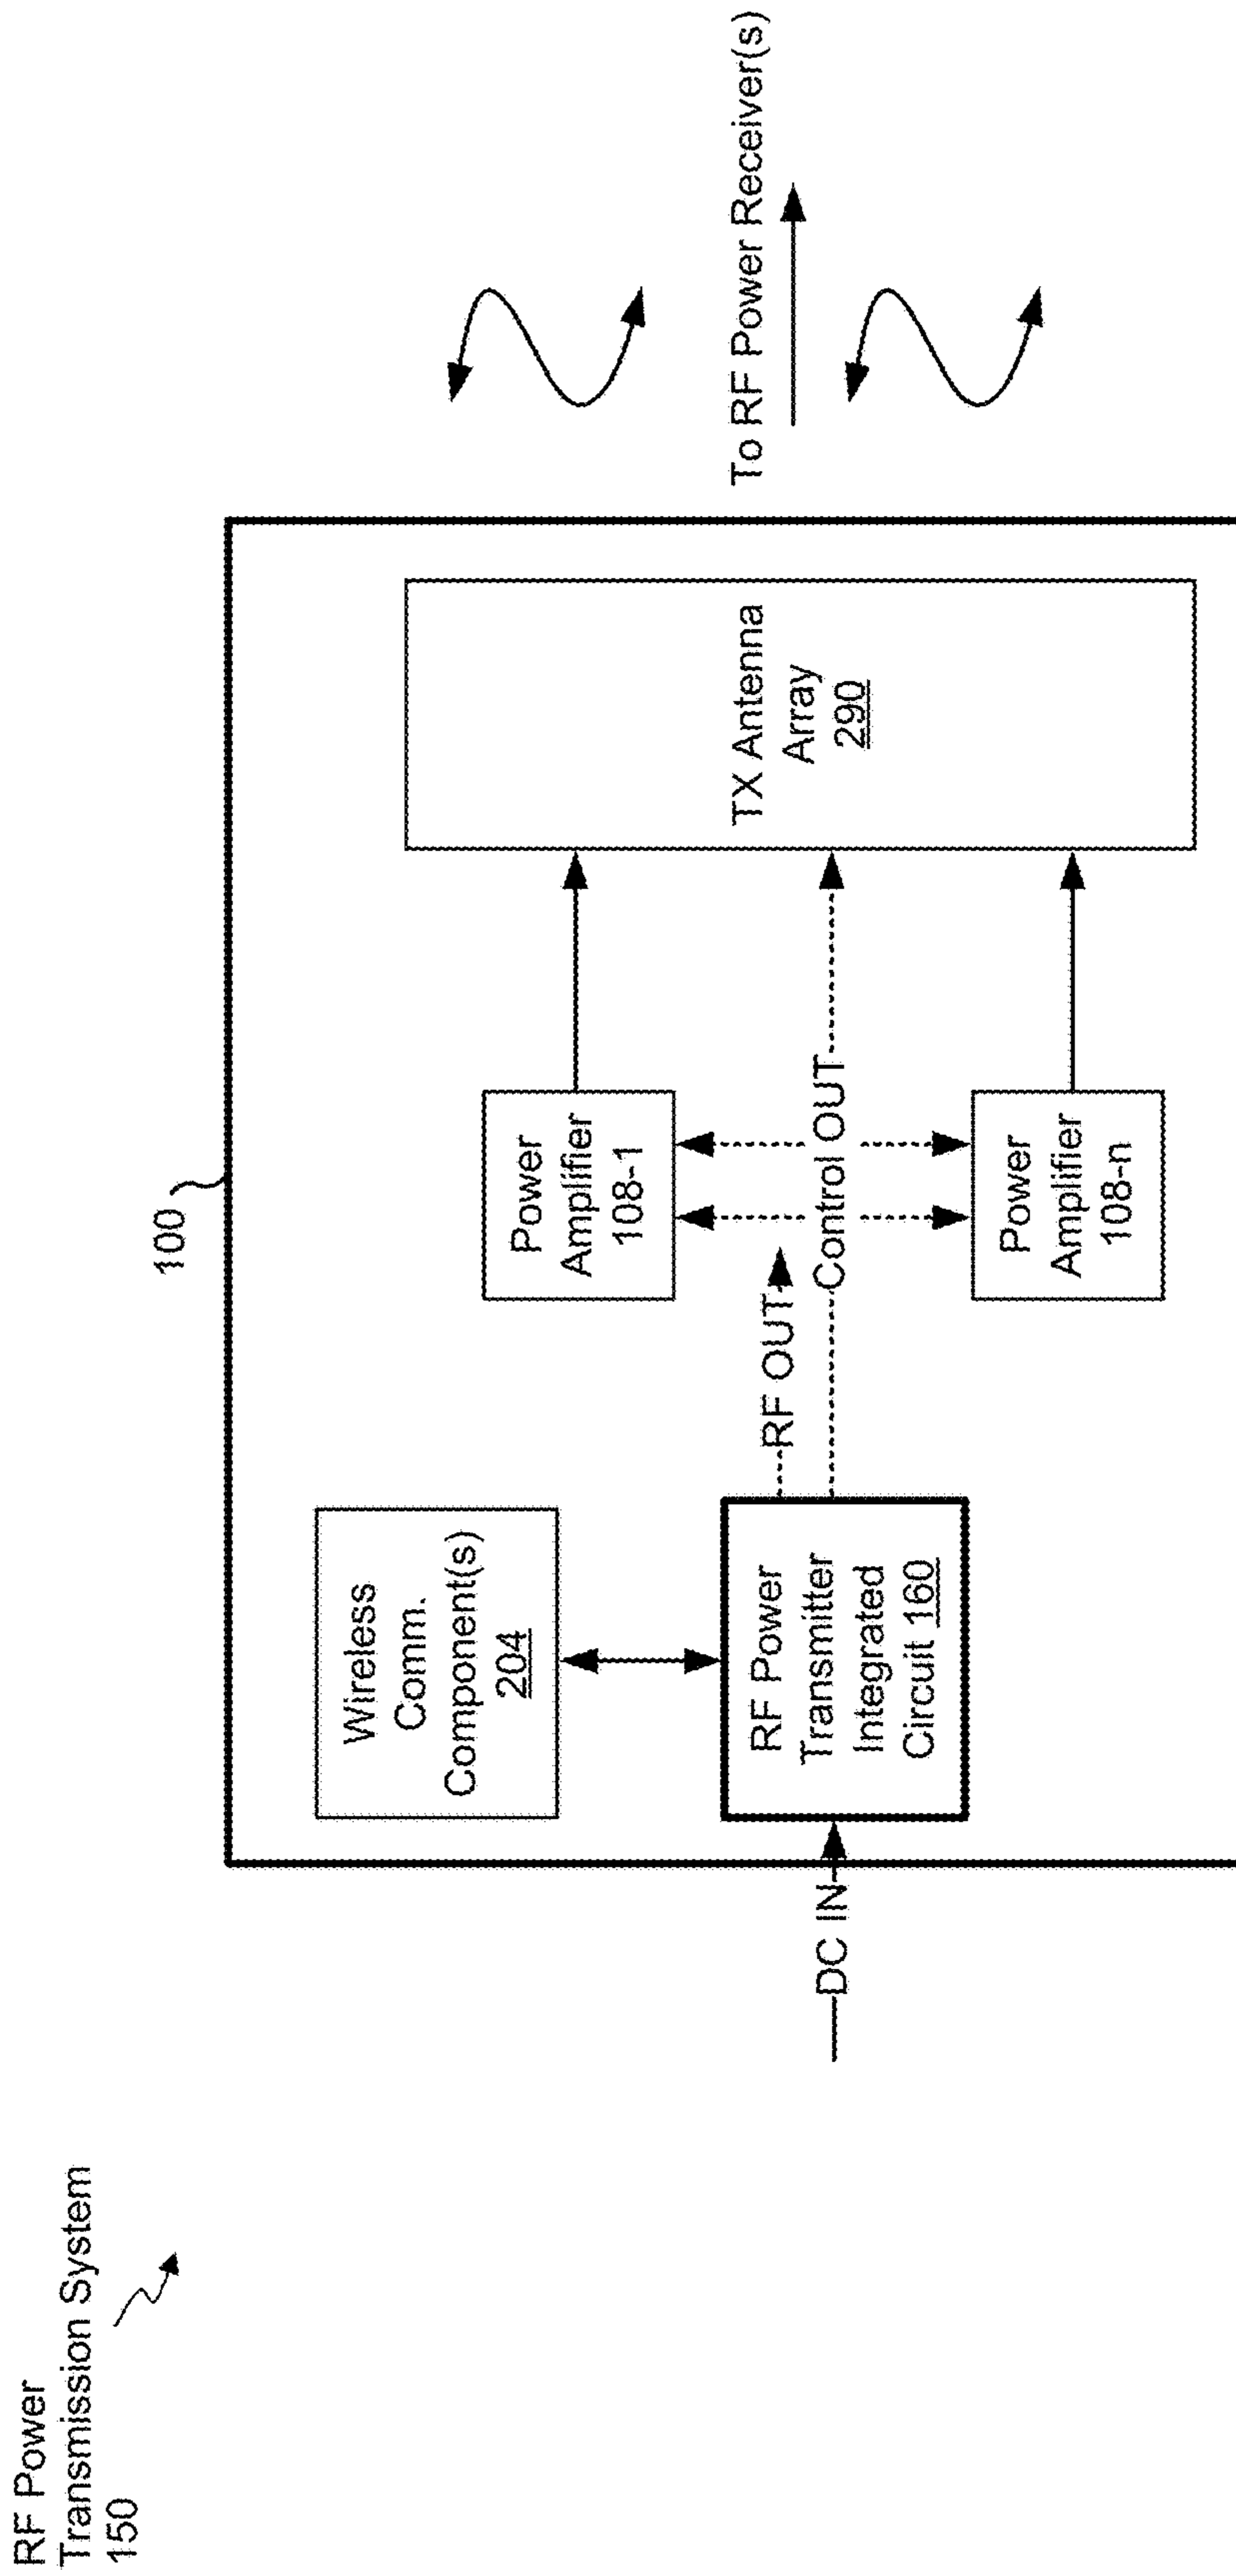 RF Power
Transmission System
150
100
Wireless
Comm.
Component(s)
204
DC IN
RF Power
Transmitter
Integrated
Circuit 160
RF OUT
Control OUT
Power
Amplifier
108-1
Power
Amplifier
108-n
TX Antenna
Array
290
To RF Power Receiver(s)